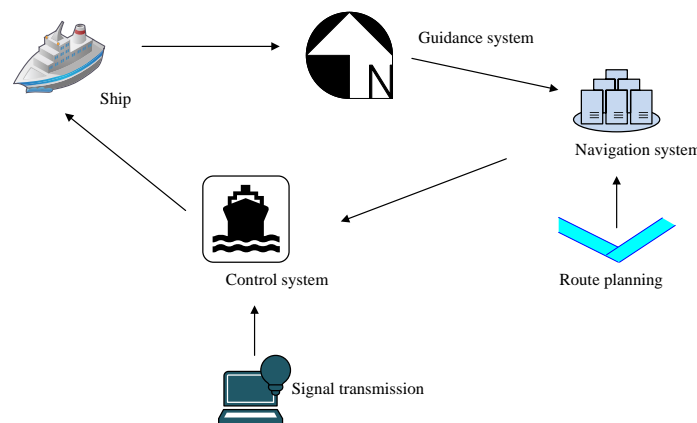 Guidance system
N
Ship
Navigation system
Control system
Route planning
Signal transmission